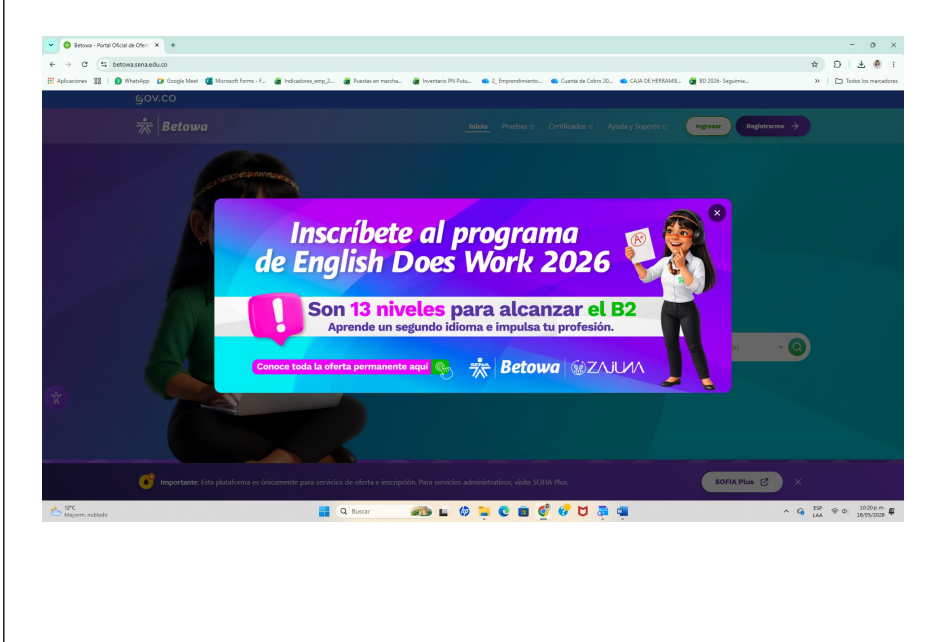 Betowa - Portal Oficial de Ofert
betowa.sena.edu.co
Aplicaciones
WhatsApp
Google Meet
Microsoft Forms - F...
Indicadores_emp_2...
Puestas en marcha...
Inventario PN Putu...
2_ Emprendimiento...
Cuenta de Cobro 20...
CAJA DE HERRAMIE...
BD 2026- Seguimie...
Todos los marcadores
GOV.CO
Betowa
Inicio
Pruebas
Certificados
Ayuda y Soporte
Ingresar
Registrarme
Inscríbete al programa
de English Does Work 2026
A+
Son 13 niveles para alcanzar el B2
Aprende un segundo idioma e impulsa tu profesión.
Conoce toda la oferta permanente aquí
SENA
Betowa
ZAJUNA
Importante: Esta plataforma es únicamente para servicios de oferta e inscripción. Para servicios administrativos, visite SOFIA Plus.
SOFIA Plus
12°C
Mayorm. nublado
Buscar
ESP
LAA
10:20 p. m.
18/05/2026